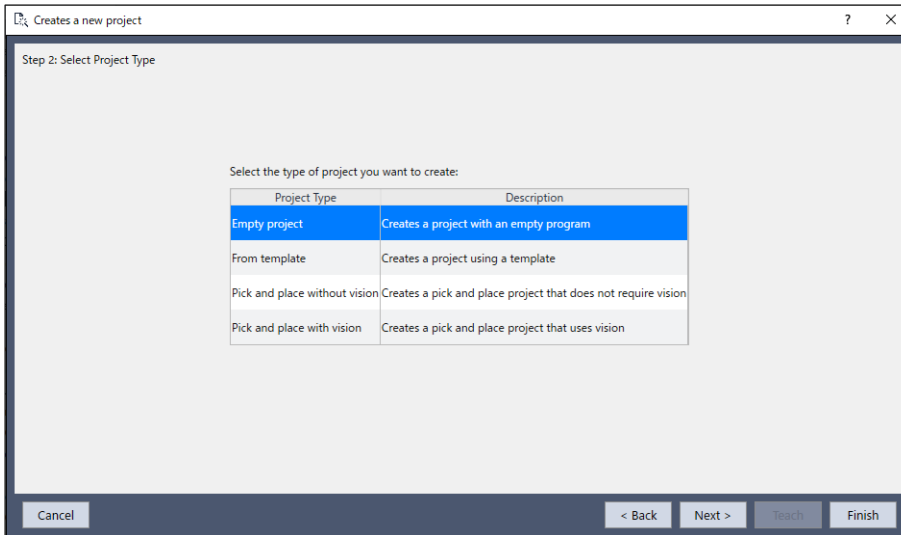 Creates a new project
?
Step 2: Select Project Type
Select the type of project you want to create:
Project Type Description
Empty project Creates a project with an empty program
From template Creates a project using a template
Pick and place without vision Creates a pick and place project that does not require vision
Pick and place with vision Creates a pick and place project that uses vision
Cancel < Back Next > Teach Finish